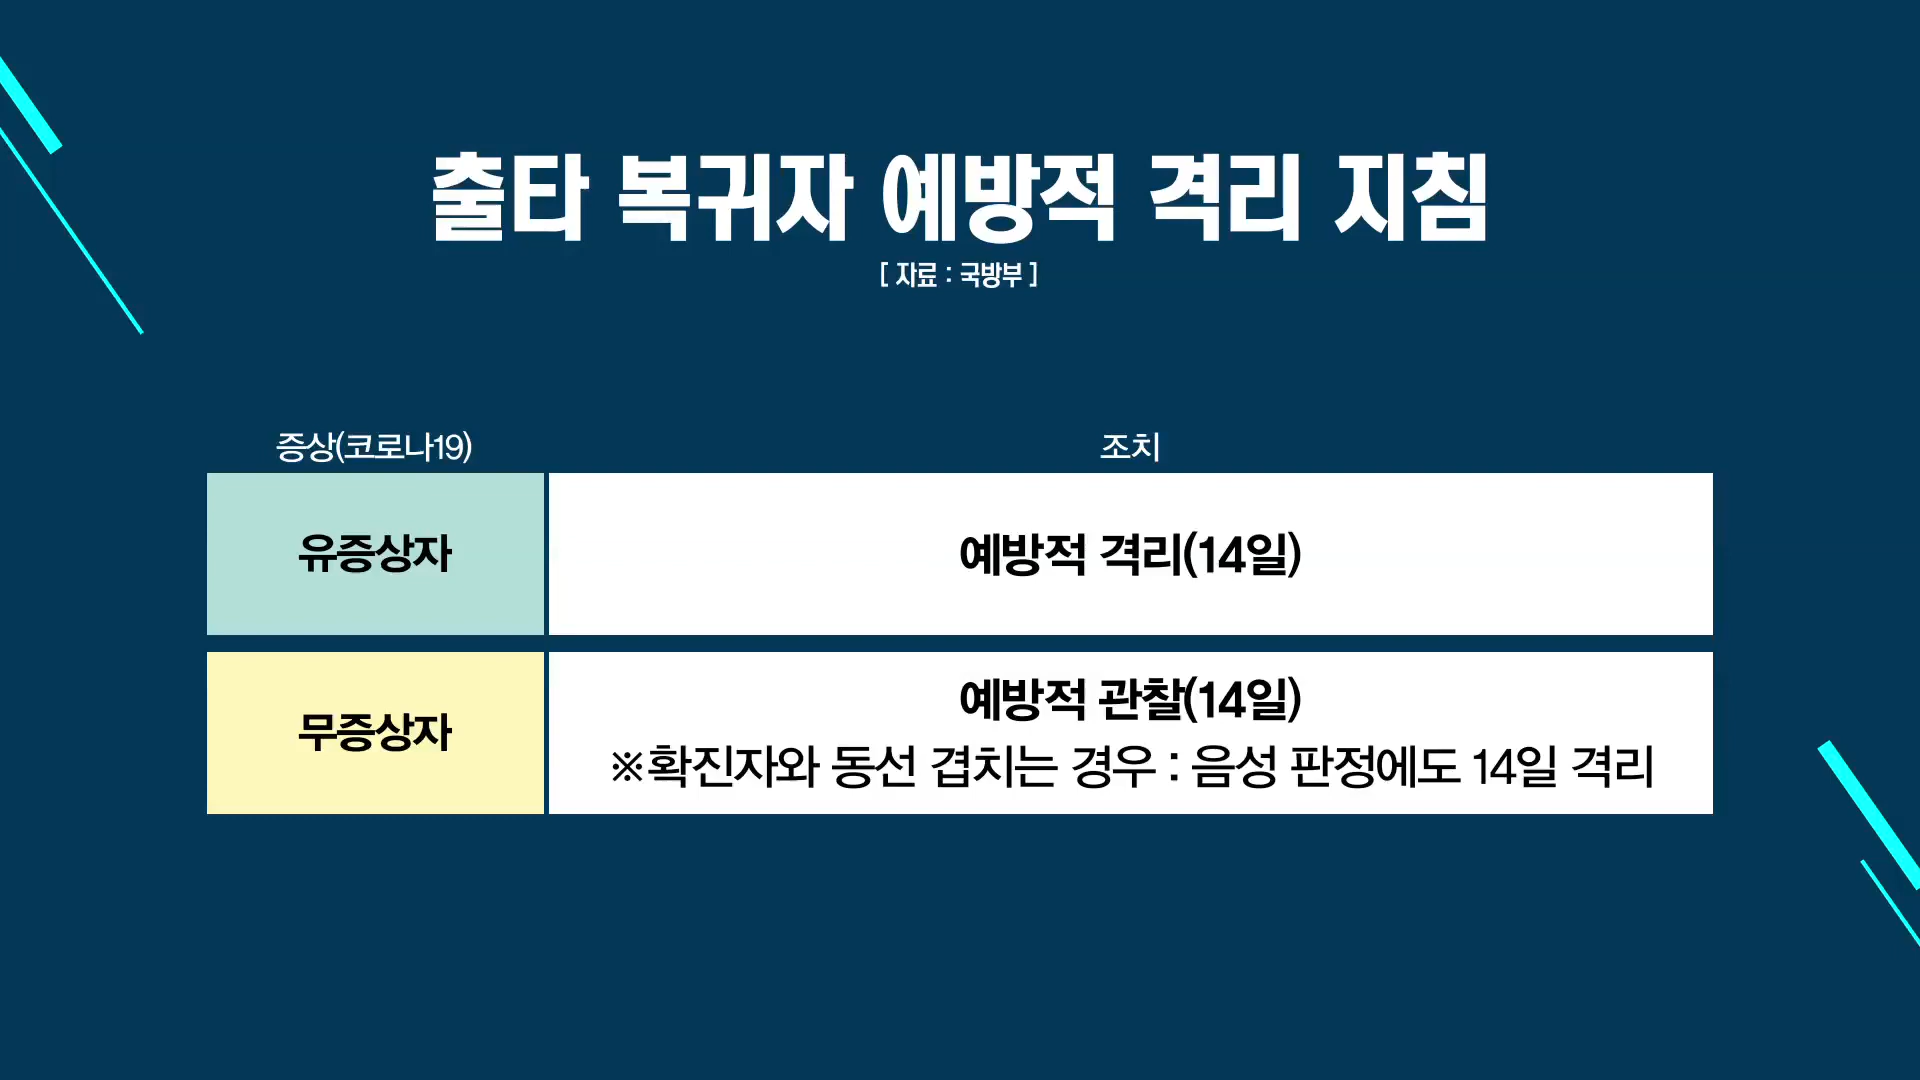 출타 복귀자 예방적 격리 지침
[ 자료 : 국방부 ]
증상(코로나19)
조치
유증상자
예방적 격리(14일)
무증상자
예방적 관찰(14일)
※확진자와 동선 겹치는 경우 : 음성 판정에도 14일 격리